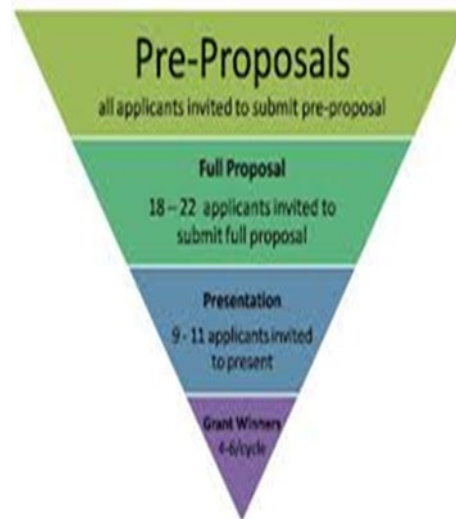 Pre-Proposals
all applicants invited to submit pre-proposal
Full Proposal
18 – 22 applicants invited to
submit full proposal
Presentation
9 - 11 applicants invited
to present
Grant Winners
4-6/cycle